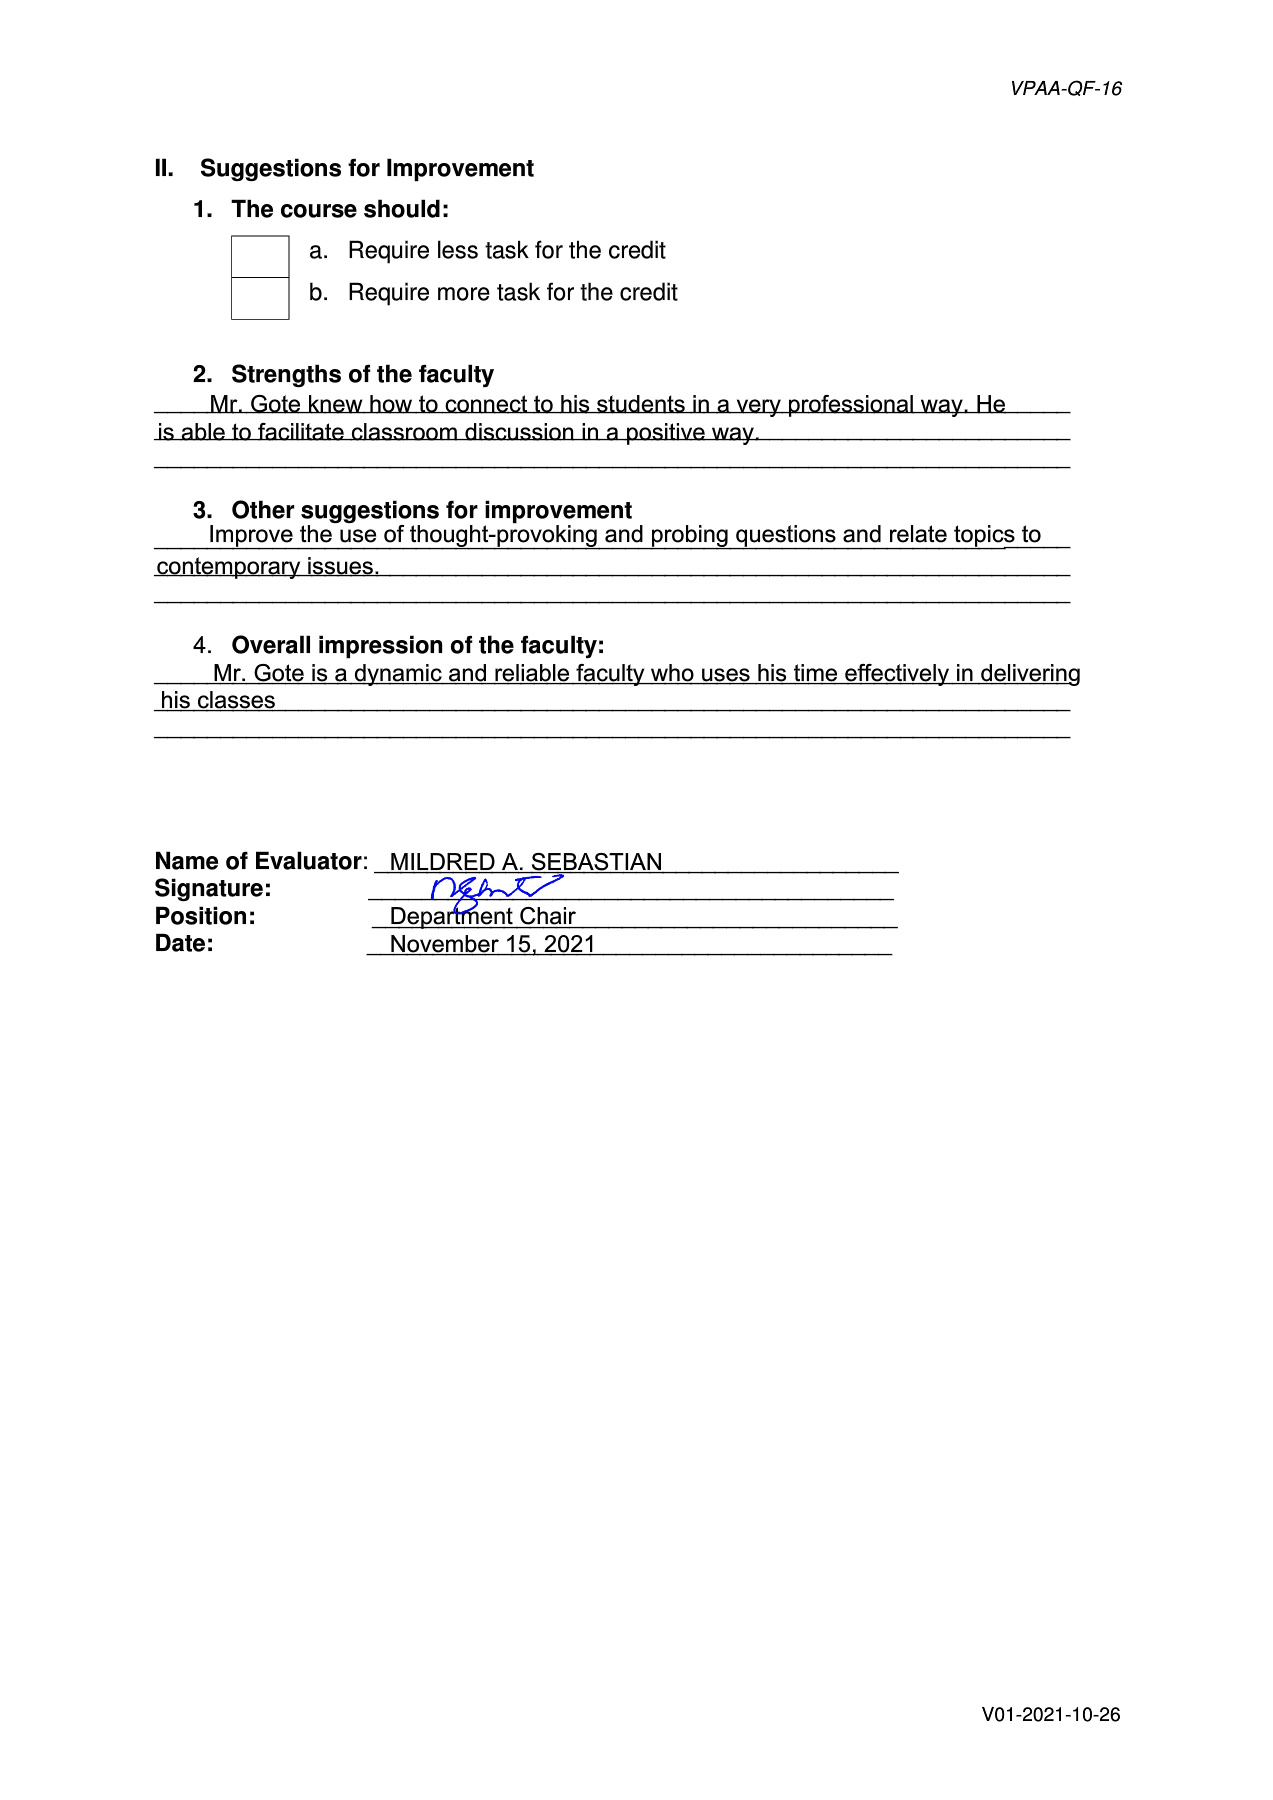 VPAA-QF-16
II. Suggestions for Improvement
1. The course should:
a. Require less task for the credit
b. Require more task for the credit
2. Strengths of the faculty
Mr. Gote knew how to connect to his students in a very professional way. He
is able to facilitate classroom discussion in a positive way.
3. Other suggestions for improvement
Improve the use of thought-provoking and probing questions and relate topics to
contemporary issues.
4. Overall impression of the faculty:
Mr. Gote is a dynamic and reliable faculty who uses his time effectively in delivering
his classes
Name of Evaluator: MILDRED A. SEBASTIAN
Signature:
Position: Department Chair
Date: November 15, 2021
V01-2021-10-26